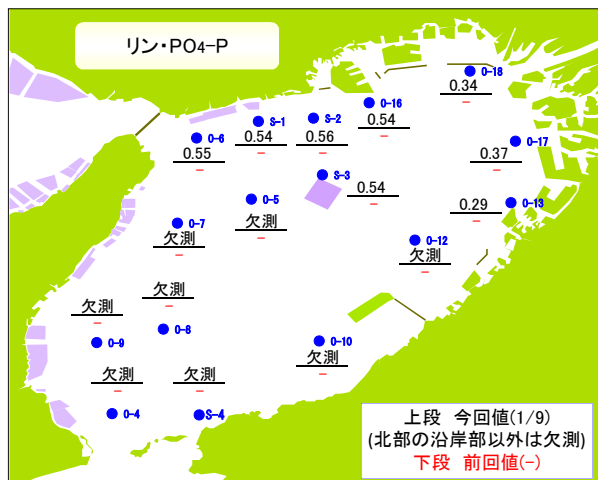 リン・PO4-P
O-18
0.34
−
O-16
0.54
−
S-2
0.56
−
S-1
0.54
−
O-6
0.55
−
O-17
0.37
−
S-3
0.54
−
O-13
0.29
−
O-5
欠測
−
O-7
欠測
−
O-12
欠測
−
欠測
−
O-8
欠測
−
O-9
O-10
欠測
−
欠測
−
O-4
欠測
−
S-4
上段 今回値(1/9)
(北部の沿岸部以外は欠測)
下段 前回値(−)